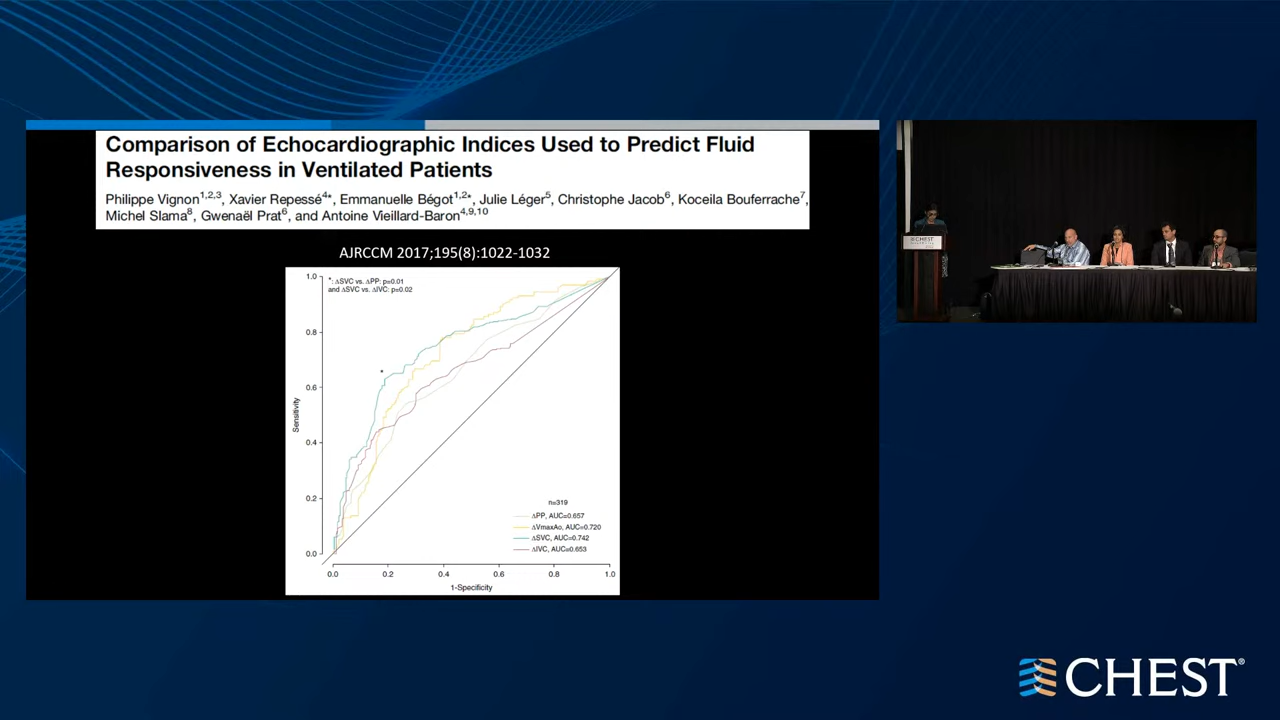 Comparison of Echocardiographic Indices Used to Predict Fluid
Responsiveness in Ventilated Patients
Philippe Vignon1,2,3, Xavier Repessé4*, Emmanuelle Bégot1,2*, Julie Léger5, Christophe Jacob6, Koceila Bouferrache7,
Michel Slama8, Gwenaël Prat6, and Antoine Vieillard-Baron4,9,10
AJRCCM 2017;195(8):1022-1032
*: ΔSVC vs. ΔPP: p=0.01
and ΔSVC vs. ΔIVC: p=0.02
1.0
0.8
0.6
0.4
0.2
0.0
Sensitivity
*
n=319
ΔPP, AUC=0.657
ΔVmaxAo, AUC=0.720
ΔSVC, AUC=0.742
ΔIVC, AUC=0.653
0.0 0.2 0.4 0.6 0.8 1.0
1-Specificity
CHEST
CHEST®